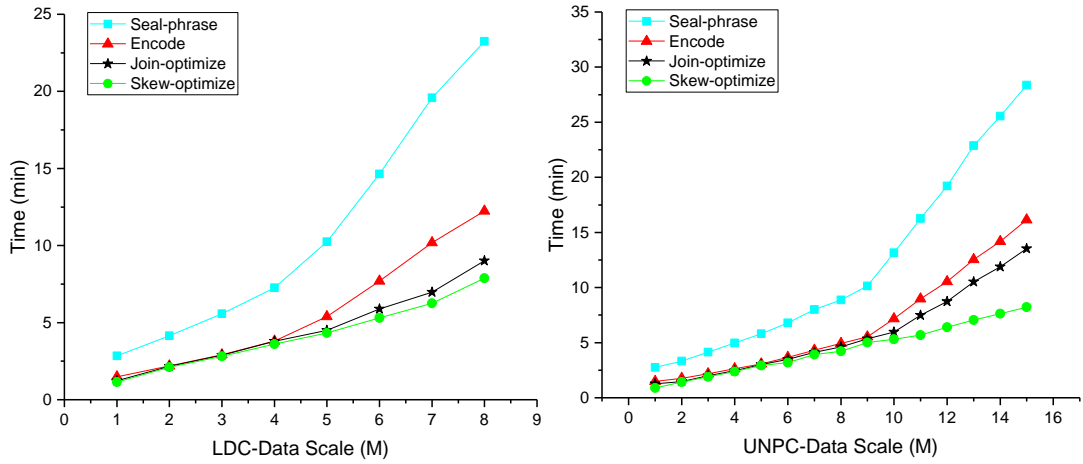 Seal-phrase
Encode
Join-optimize
Skew-optimize
Time (min)
25
20
15
10
5
0
0 1 2 3 4 5 6 7 8 9
LDC-Data Scale (M)
Seal-phrase
Encode
Join-optimize
Skew-optimize
Time (min)
35
30
25
20
15
10
5
0
0 2 4 6 8 10 12 14 16
UNPC-Data Scale (M)